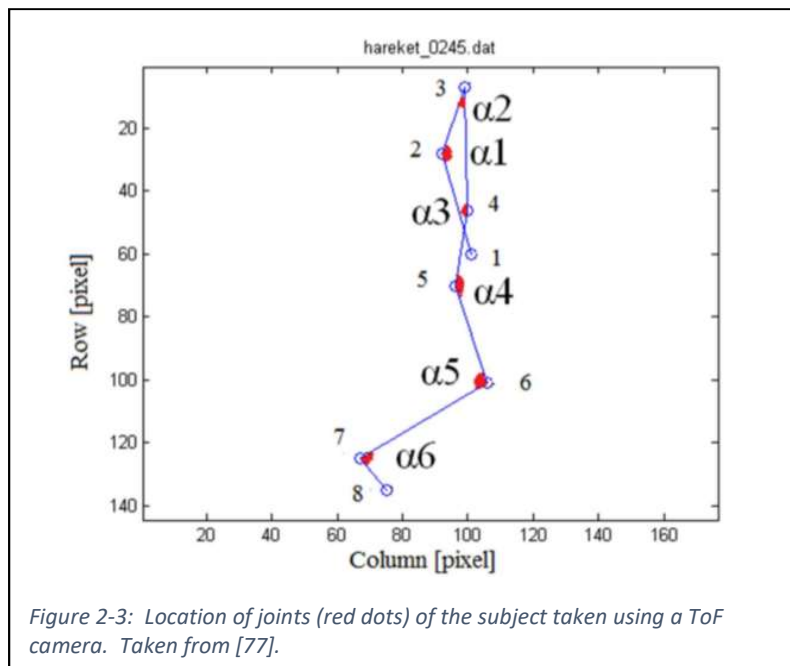 hareket_0245.dat
3
α2
20
2
α1
40
α3
4
60
1
5
α4
80
Row [pixel]
100
α5
6
120
7
α6
8
140
20 40 60 80 100 120 140 160
Column [pixel]
Figure 2-3: Location of joints (red dots) of the subject taken using a ToF
camera. Taken from [77].